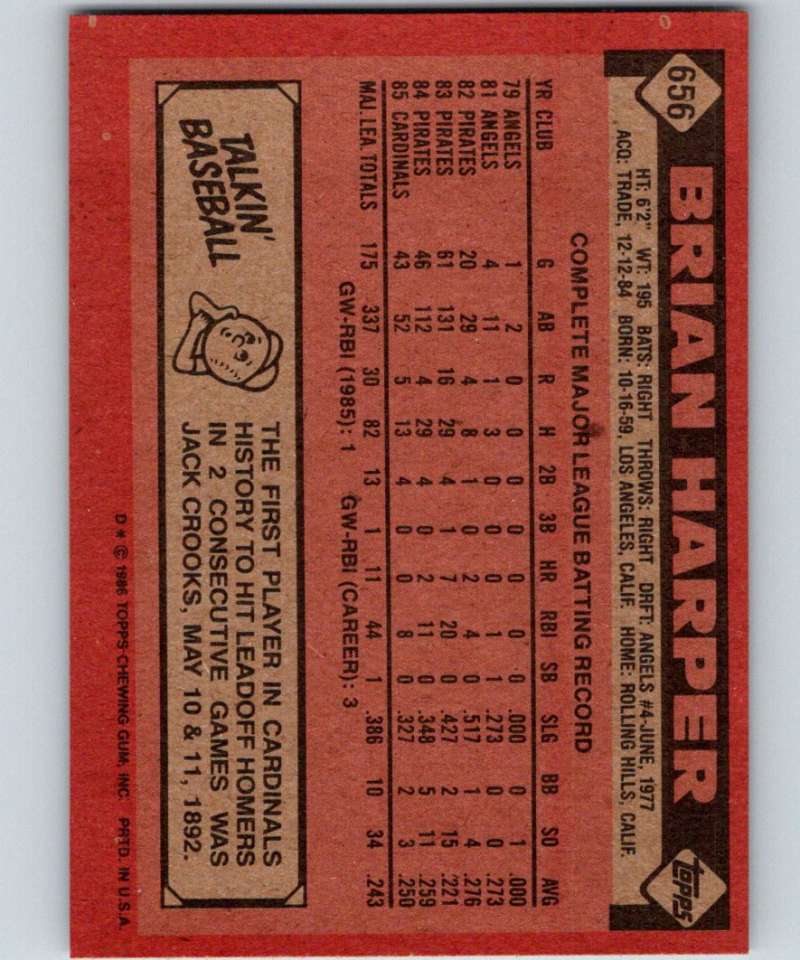 656
BRIAN HARPER
TOPPS
HT: 6'2" WT: 195 BATS: RIGHT THROWS: RIGHT DRFT: ANGELS #4-JUNE, 1977
ACQ: TRADE, 12-12-84 BORN: 10-16-59, LOS ANGELES, CALIF. HOME: ROLLING HILLS, CALIF.
COMPLETE MAJOR LEAGUE BATTING RECORD
YR CLUB G AB R H 2B 3B HR RBI SB SLG BB SO AVG
79 ANGELS 1 2 0 0 0 0 0 0 0 .000 0 1 .000
81 ANGELS 4 11 1 3 0 0 0 1 1 .273 0 0 .273
82 PIRATES 20 29 4 8 1 0 2 4 0 .517 1 4 .276
83 PIRATES 61 131 16 29 4 1 7 20 0 .427 2 15 .221
84 PIRATES 46 112 4 29 4 0 2 11 0 .348 5 11 .259
85 CARDINALS 43 52 5 13 4 0 0 8 0 .327 2 3 .250
MAJ. LEA. TOTALS 175 337 30 82 13 1 11 44 1 .386 10 34 .243
GW-RBI (1985): 1 GW-RBI (CAREER): 3
TALKIN'
BASEBALL
THE FIRST PLAYER IN CARDINALS
HISTORY TO HIT LEADOFF HOMERS
IN 2 CONSECUTIVE GAMES WAS
JACK CROOKS, MAY 10 & 11, 1892.
D * © 1986 TOPPS CHEWING GUM, INC. PRTD. IN U.S.A.